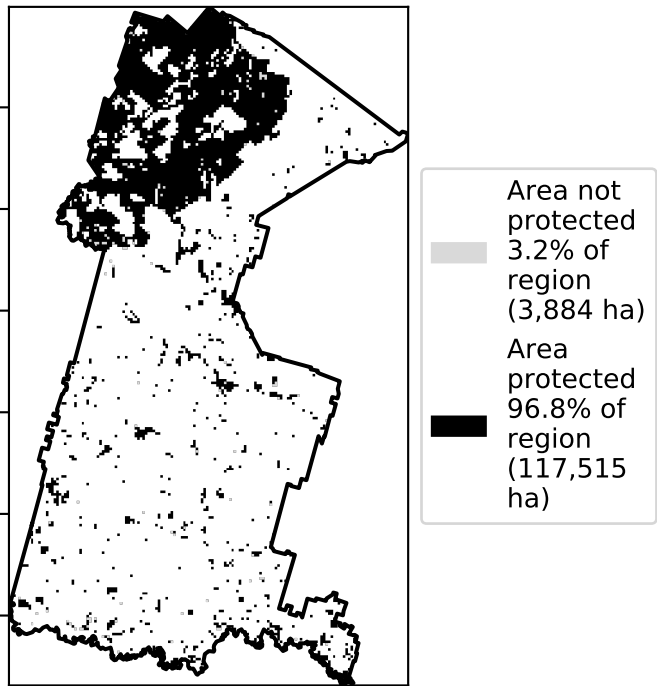 Area not
protected
3.2% of
region
(3,884 ha)
Area
protected
96.8% of
region
(117,515
ha)